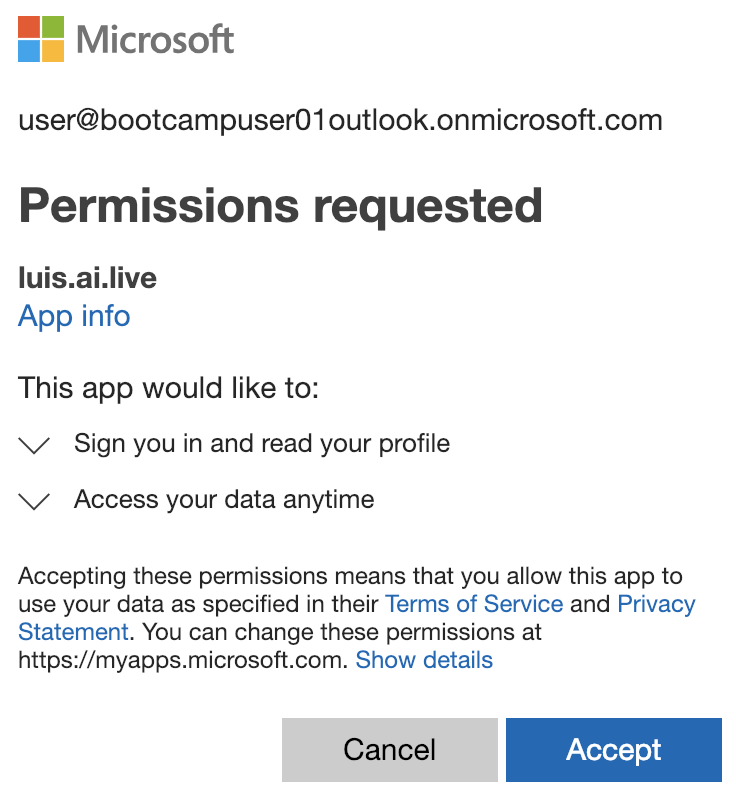 Microsoft
user@bootcampuser01outlook.onmicrosoft.com
Permissions requested
luis.ai.live
App info
This app would like to:
Sign you in and read your profile
Access your data anytime
Accepting these permissions means that you allow this app to
use your data as specified in their Terms of Service and Privacy
Statement. You can change these permissions at
https://myapps.microsoft.com. Show details
Cancel
Accept